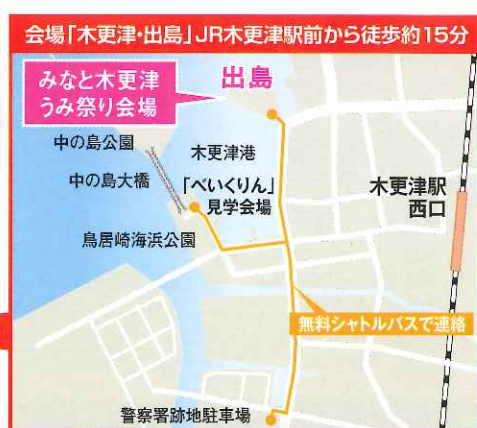 会場「木更津・出島」JR木更津駅前から徒歩約15分
みなと木更津
うみ祭り会場
出島
中の島公園
木更津港
中の島大橋
「べいくりん」
見学会場
木更津駅
西口
鳥居崎海浜公園
無料シャトルバスで連絡
警察署跡地駐車場